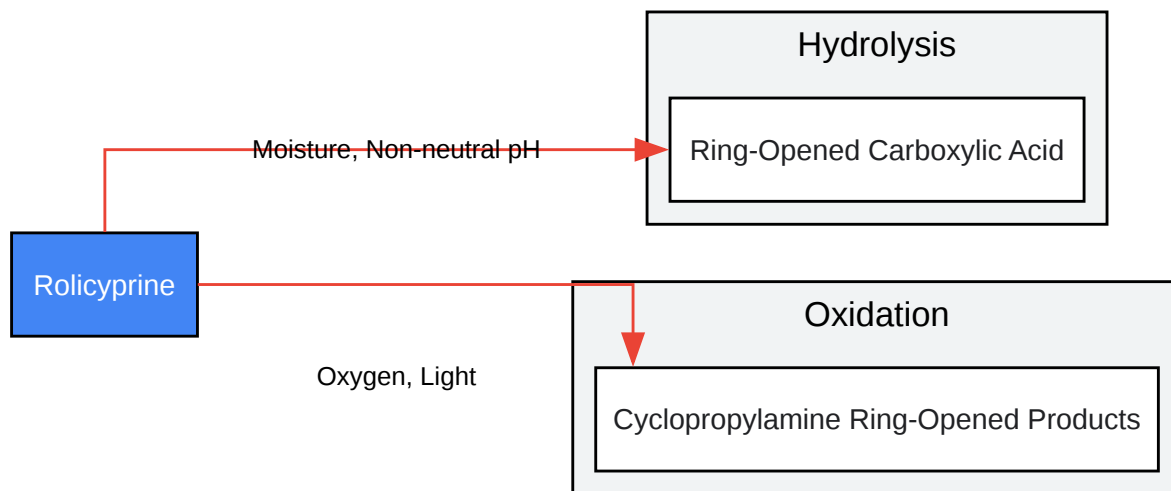 Hydrolysis
Moisture, Non-neutral pH
Ring-Opened Carboxylic Acid
Rolicyprine
Oxidation
Oxygen, Light
Cyclopropylamine Ring-Opened Products